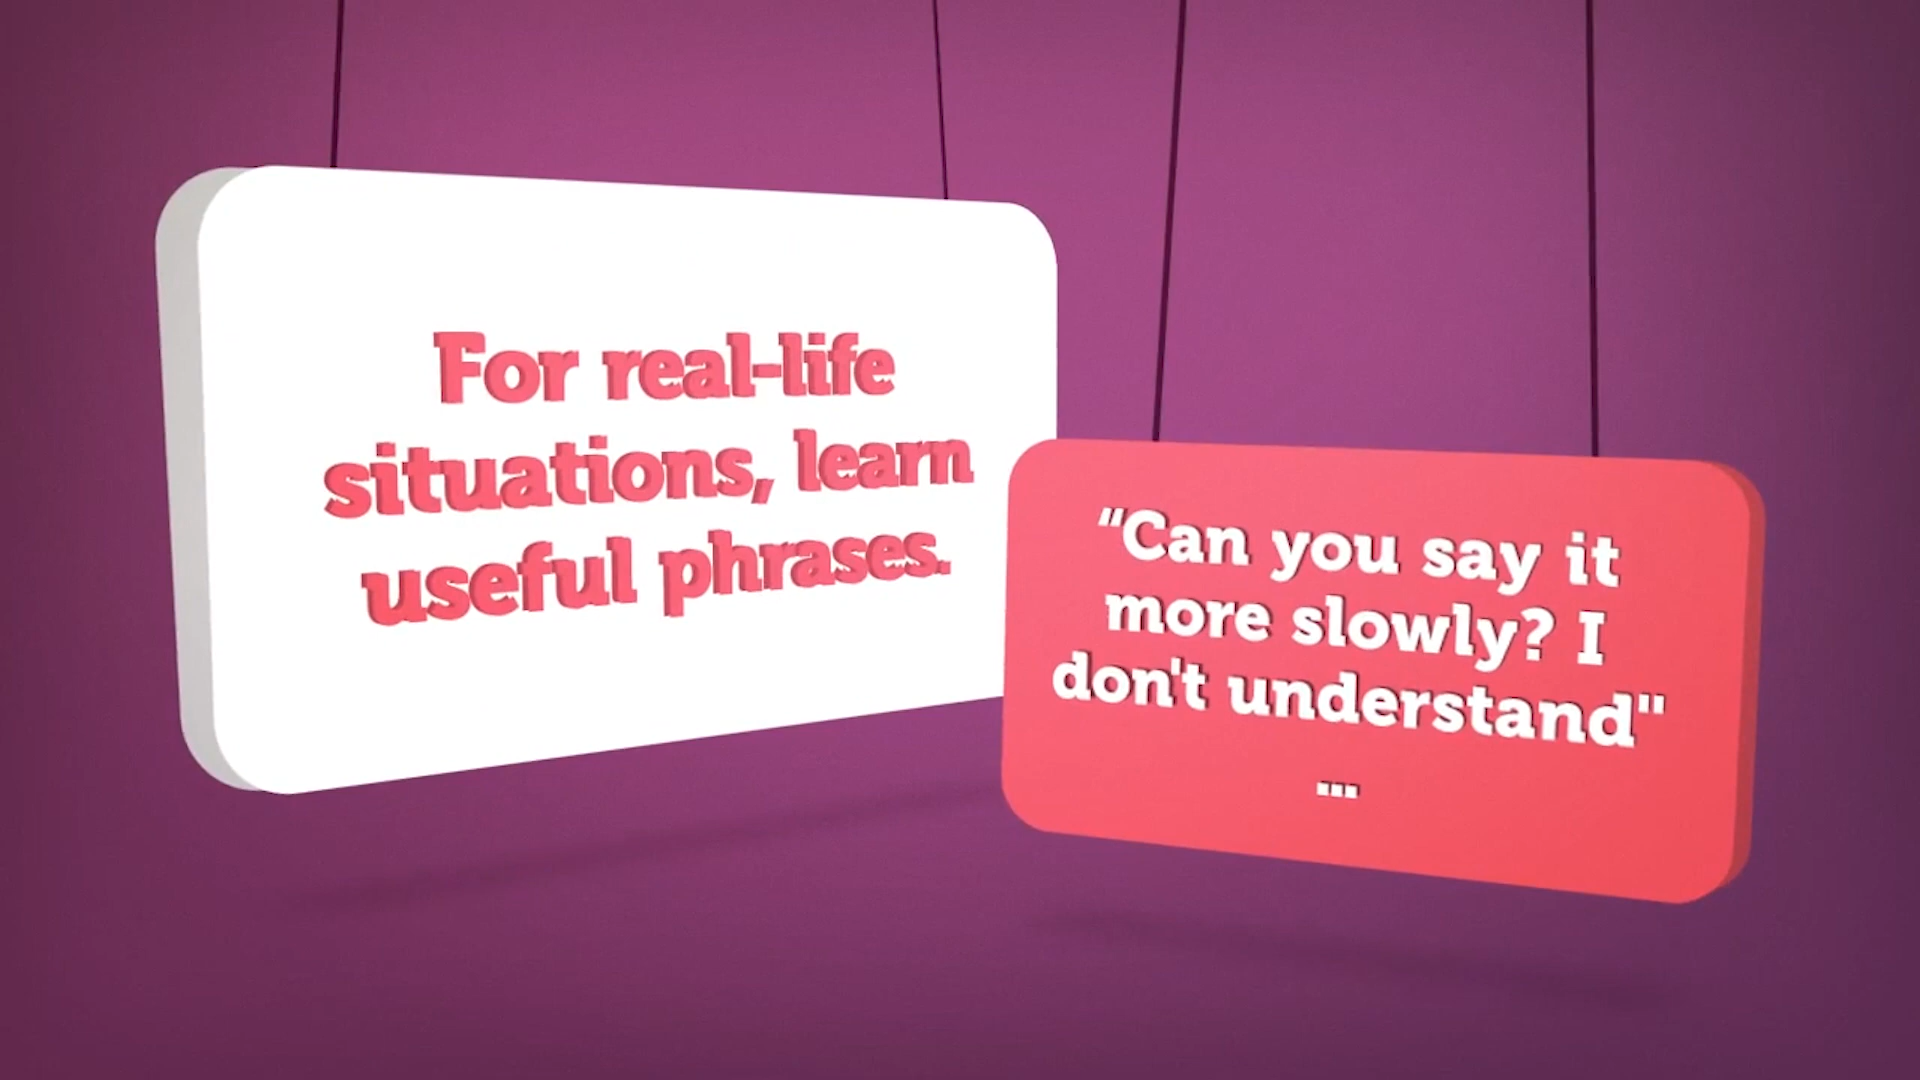 For real-life
situations, learn
useful phrases.
“Can you say it
more slowly? I
don't understand"
...